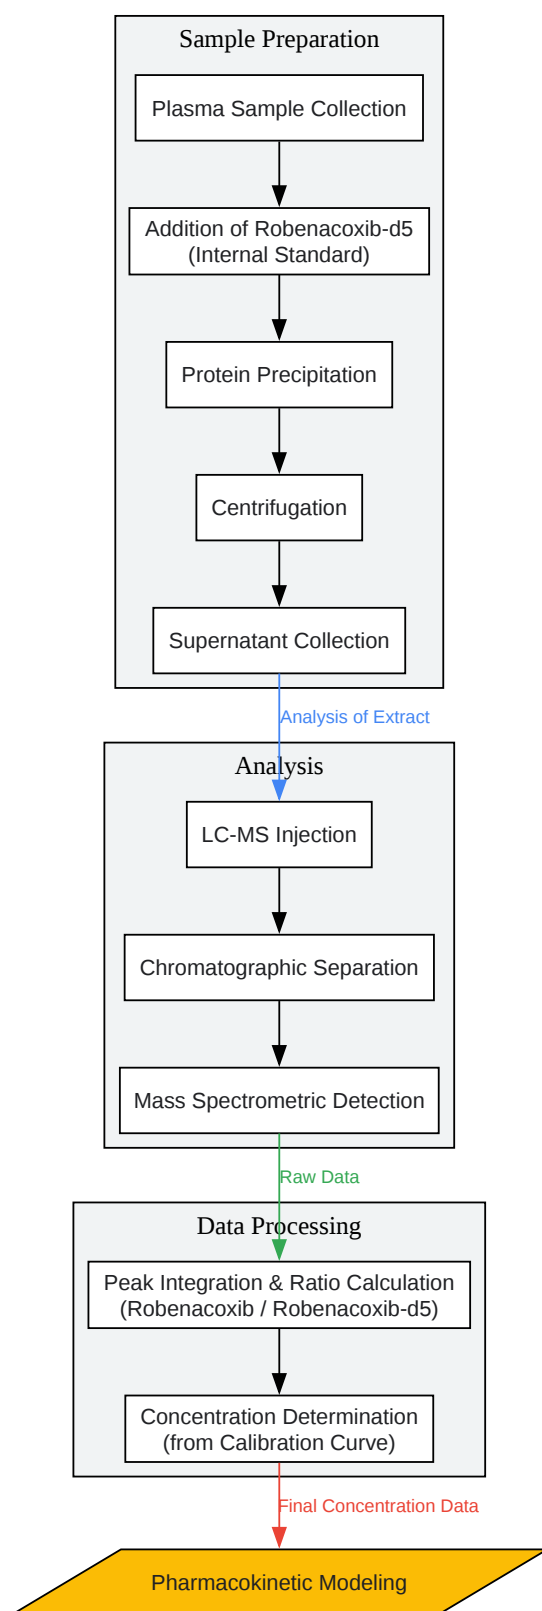 Sample Preparation
Plasma Sample Collection
Addition of Robenacoxib-d5
(Internal Standard)
Protein Precipitation
Centrifugation
Supernatant Collection
Analysis of Extract
Analysis
LC-MS Injection
Chromatographic Separation
Mass Spectrometric Detection
Raw Data
Data Processing
Peak Integration & Ratio Calculation
(Robenacoxib / Robenacoxib-d5)
Concentration Determination
(from Calibration Curve)
Final Concentration Data
Pharmacokinetic Modeling